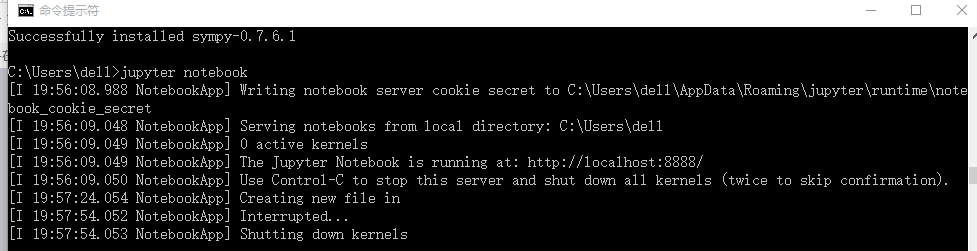 命令提示符
Successfully installed sympy-0.7.6.1
C:\Users\dell>jupyter notebook
[I 19:56:08.988 NotebookApp] Writing notebook server cookie secret to C:\Users\dell\AppData\Roaming\jupyter\runtime\note
book_cookie_secret
[I 19:56:09.048 NotebookApp] Serving notebooks from local directory: C:\Users\dell
[I 19:56:09.049 NotebookApp] 0 active kernels
[I 19:56:09.049 NotebookApp] The Jupyter Notebook is running at: http://localhost:8888/
[I 19:56:09.050 NotebookApp] Use Control-C to stop this server and shut down all kernels (twice to skip confirmation).
[I 19:57:24.054 NotebookApp] Creating new file in
[I 19:57:54.052 NotebookApp] Interrupted...
[I 19:57:54.053 NotebookApp] Shutting down kernels